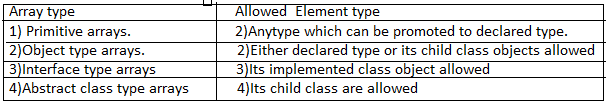 Array type Allowed Element type
1) Primitive arrays. 2)Anytype which can be promoted to declared type.
2)Object type arrays. 2)Either declared type or its child class objects allowed
3)Interface type arrays 3)Its implemented class object allowed
4)Abstract class type arrays 4)Its child class are allowed